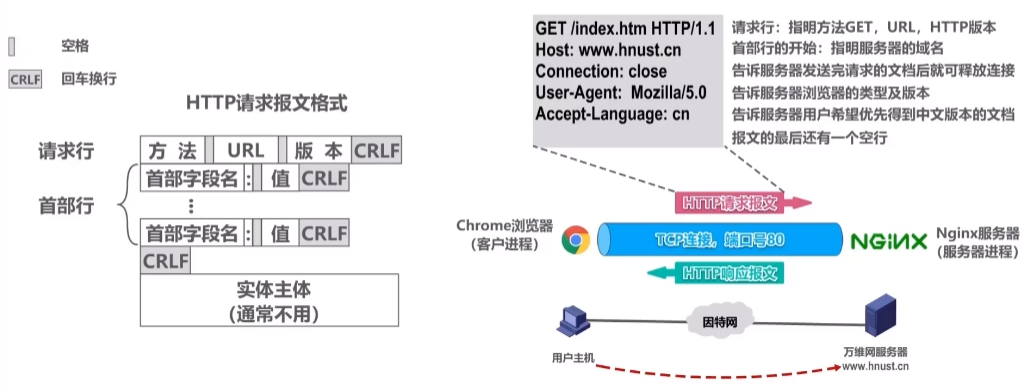 空格
CRLF 回车换行
HTTP请求报文格式
请求行 方 法 URL 版 本 CRLF
首部行
首部字段名 : 值 CRLF
⋮
首部字段名 : 值 CRLF
CRLF
实体主体
(通常不用)
GET /index.htm HTTP/1.1 请求行：指明方法GET，URL，HTTP版本
Host: www.hnust.cn 首部行的开始：指明服务器的域名
Connection: close 告诉服务器发送完请求的文档后就可释放连接
User-Agent: Mozilla/5.0 告诉服务器浏览器的类型及版本
Accept-Language: cn 告诉服务器用户希望优先得到中文版本的文档
报文的最后还有一个空行
HTTP请求报文
Chrome浏览器
（客户进程）
TCP连接，端口号80
NGINX
Nginx服务器
（服务器进程）
HTTP响应报文
因特网
用户主机
万维网服务器
www.hnust.cn